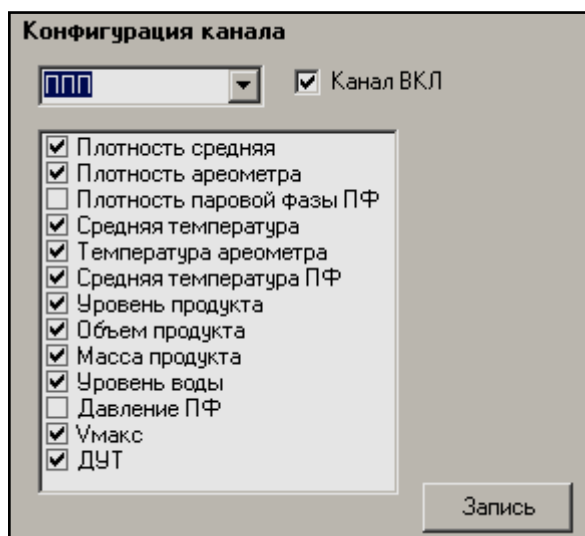 Конфигурация канала
ППП
Канал ВКЛ
Плотность средняя
Плотность ареометра
Плотность паровой фазы ПФ
Средняя температура
Температура ареометра
Средняя температура ПФ
Уровень продукта
Объем продукта
Масса продукта
Уровень воды
Давление ПФ
Vмакс
ДУТ
Запись